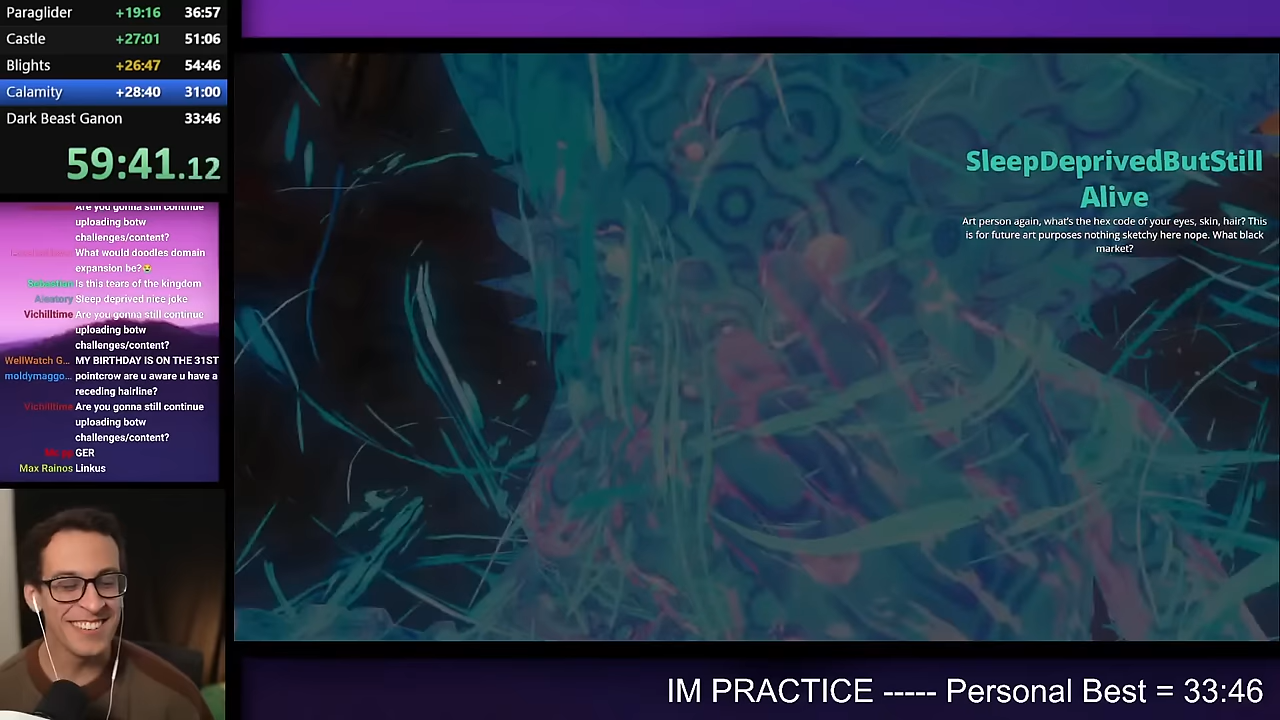 Paraglider +19:16 36:57
Castle +27:01 51:06
Blights +26:47 54:46
Calamity +28:40 31:00
Dark Beast Ganon 33:46
59:41.12
Are you gonna still continue
uploading botw
challenges/content?
What would doodles domain
expansion be?😭
Sebastian Is this tears of the kingdom
Sleep deprived nice joke
Vichilltime Are you gonna still continue
uploading botw
challenges/content?
WellWatch G... MY BIRTHDAY IS ON THE 31ST
moldymaggo... pointcrow are u aware u have a
receding hairline?
Vichilltime Are you gonna still continue
uploading botw
challenges/content?
GER
Max Rainos Linkus
SleepDeprivedButStill
Alive
Art person again, what's the hex code of your eyes, skin, hair? This
is for future art purposes nothing sketchy here nope. What black
market?
IM PRACTICE ----- Personal Best = 33:46